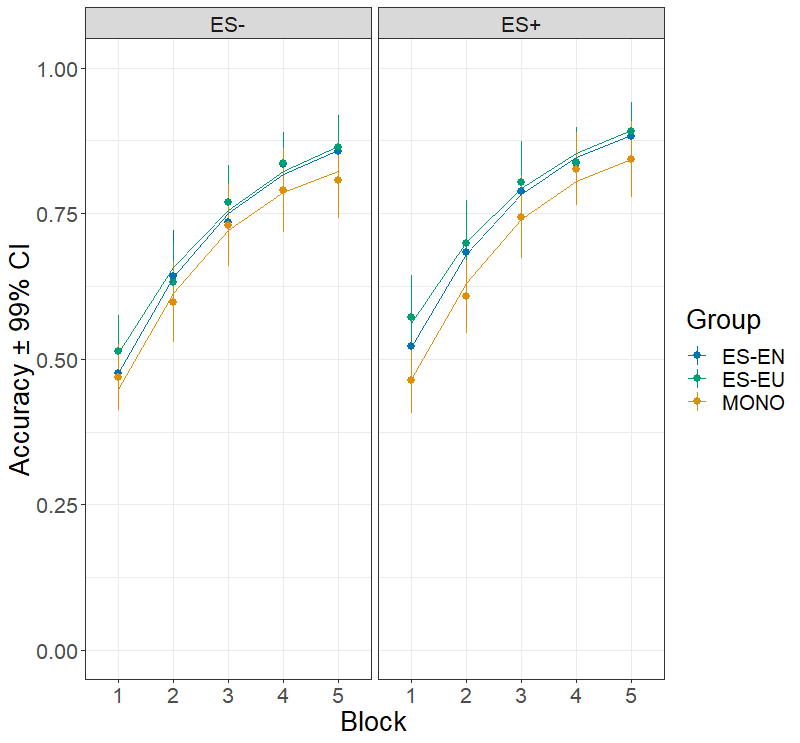 ES-
ES+
Accuracy ± 99% CI
1.00
0.75
0.50
0.25
0.00
1 2 3 4 5
1 2 3 4 5
Block
Group
ES-EN
ES-EU
MONO